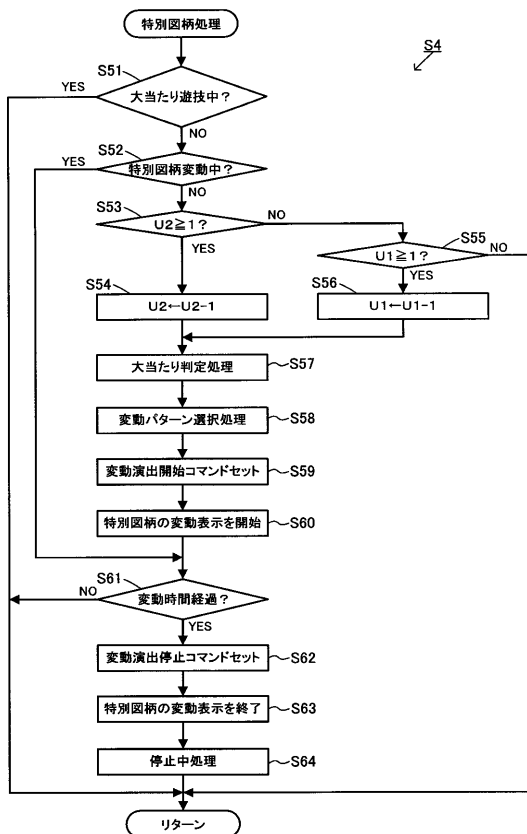 特別図柄処理
S4
S51
YES
大当たり遊技中?
NO
S52
YES
特別図柄変動中?
NO
S53
U2≧1?
NO
YES
S55
U1≧1?
NO
YES
S54
U2←U2-1
S56
U1←U1-1
大当たり判定処理
S57
変動パターン選択処理
S58
変動演出開始コマンドセット
S59
特別図柄の変動表示を開始
S60
S61
NO
変動時間経過?
YES
変動演出停止コマンドセット
S62
特別図柄の変動表示を終了
S63
停止中処理
S64
リターン